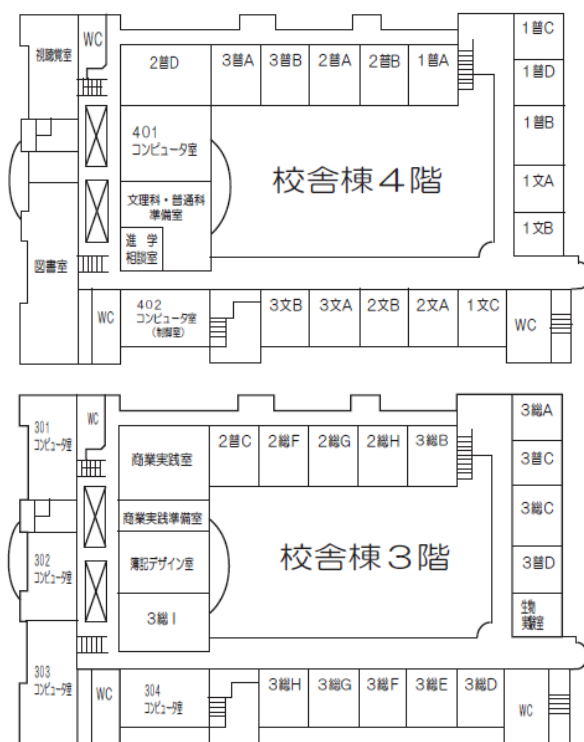 視聴覚室
WC
2普D
3普A
3普B
2普A
2普B
1普A
1普C
1普D
1普B
1文A
1文B
401
コンピュータ室
文理科・普通科
準備室
進 学
相談室
校舎棟4階
図書室
WC
402
コンピュータ室
(制御室)
3文B
3文A
2文B
2文A
1文C
WC
301
コンピュータ室
WC
商業実践室
2普C
2総F
2総G
2総H
3総B
3総A
3普C
3総C
3普D
生物
実験室
商業実践準備室
302
コンピュータ室
簿記デザイン室
校舎棟3階
3総I
303
コンピュータ室
WC
304
コンピュータ室
3総H
3総G
3総F
3総E
3総D
WC